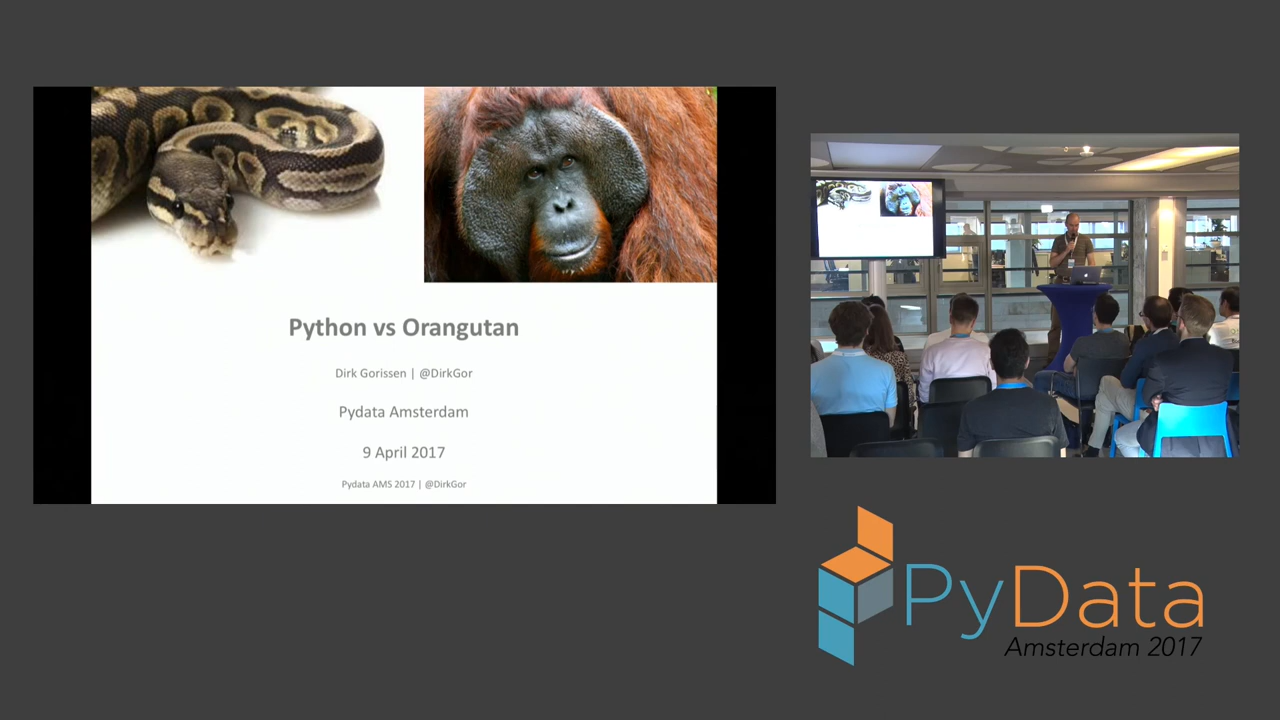 Python vs Orangutan
Dirk Gorissen | @DirkGor
Pydata Amsterdam
9 April 2017
Pydata AMS 2017 | @DirkGor
PyData
Amsterdam 2017